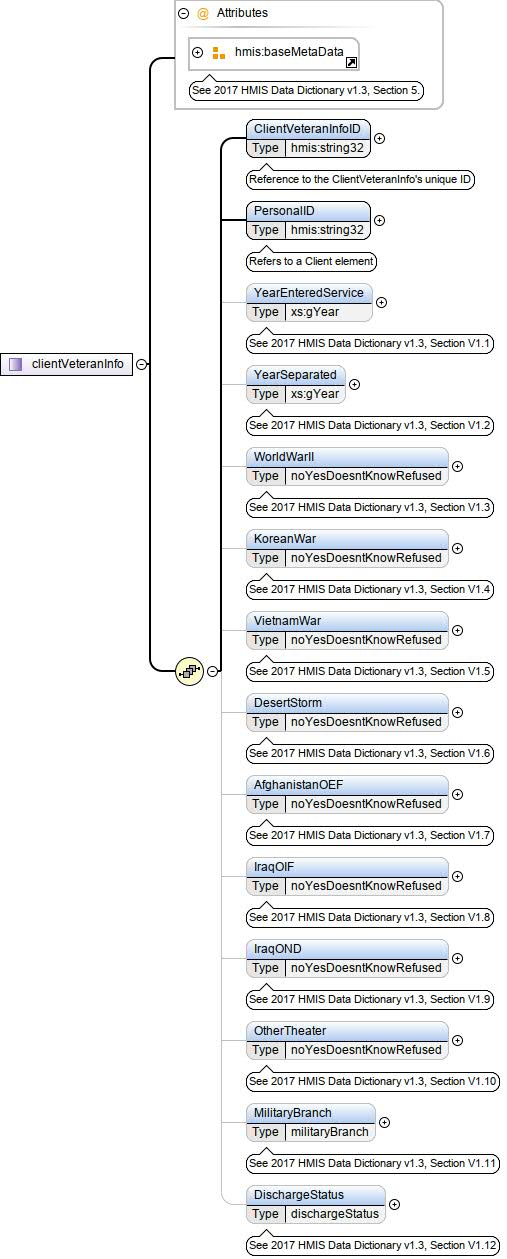 @ Attributes
hmis:baseMetaData
See 2017 HMIS Data Dictionary v1.3, Section 5.
ClientVeteranInfoID
Type hmis:string32
Reference to the ClientVeteranInfo's unique ID
PersonalID
Type hmis:string32
Refers to a Client element
YearEnteredService
Type xs:gYear
See 2017 HMIS Data Dictionary v1.3, Section V1.1
clientVeteranInfo
YearSeparated
Type xs:gYear
See 2017 HMIS Data Dictionary v1.3, Section V1.2
WorldWarII
Type noYesDoesntKnowRefused
See 2017 HMIS Data Dictionary v1.3, Section V1.3
KoreanWar
Type noYesDoesntKnowRefused
See 2017 HMIS Data Dictionary v1.3, Section V1.4
VietnamWar
Type noYesDoesntKnowRefused
See 2017 HMIS Data Dictionary v1.3, Section V1.5
DesertStorm
Type noYesDoesntKnowRefused
See 2017 HMIS Data Dictionary v1.3, Section V1.6
AfghanistanOEF
Type noYesDoesntKnowRefused
See 2017 HMIS Data Dictionary v1.3, Section V1.7
IraqOIF
Type noYesDoesntKnowRefused
See 2017 HMIS Data Dictionary v1.3, Section V1.8
IraqOND
Type noYesDoesntKnowRefused
See 2017 HMIS Data Dictionary v1.3, Section V1.9
OtherTheater
Type noYesDoesntKnowRefused
See 2017 HMIS Data Dictionary v1.3, Section V1.10
MilitaryBranch
Type militaryBranch
See 2017 HMIS Data Dictionary v1.3, Section V1.11
DischargeStatus
Type dischargeStatus
See 2017 HMIS Data Dictionary v1.3, Section V1.12